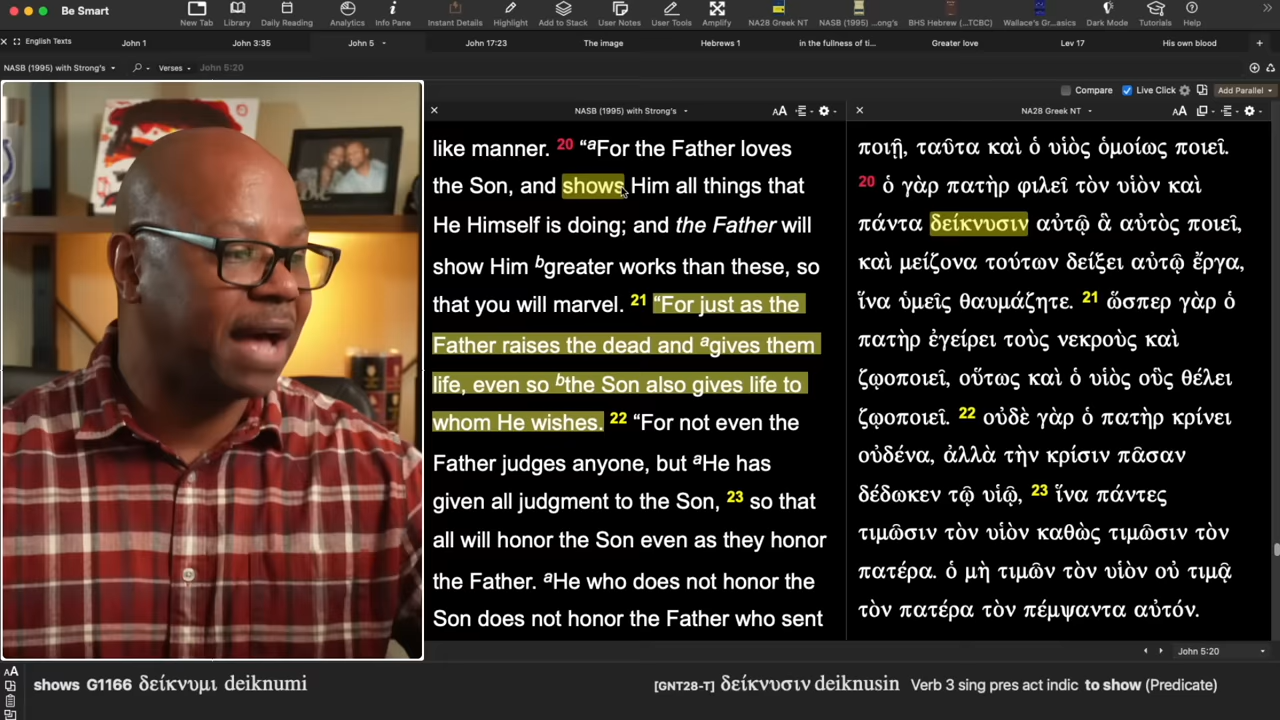 Be Smart
New Tab
Library
Daily Reading
Analytics
Info Pane
Instant Details
Highlight
Add to Stack
User Notes
User Tools
Amplify
NA28 Greek NT
NASB (1995) ...ong's
BHS Hebrew (...TCBC)
Wallace's Gr...asics
Dark Mode
Tutorials
Help
English Texts
John 1
John 3:35
John 5
John 17:23
The image
Hebrews 1
in the fullness of ti...
Greater love
Lev 17
His own blood
NASB (1995) with Strong's
Verses
John 5:20
Compare
Live Click
Add Parallel
NASB (1995) with Strong's
AA
like manner. 20 “aFor the Father loves
the Son, and shows Him all things that
He Himself is doing; and the Father will
show Him bgreater works than these, so
that you will marvel. 21 “For just as the
Father raises the dead and agives them
life, even so bthe Son also gives life to
whom He wishes. 22 “For not even the
Father judges anyone, but aHe has
given all judgment to the Son, 23 so that
all will honor the Son even as they honor
the Father. aHe who does not honor the
Son does not honor the Father who sent
NA28 Greek NT
AA
ποιῇ, ταῦτα καὶ ὁ υἱὸς ὁμοίως ποιεῖ.
20 ὁ γὰρ πατὴρ φιλεῖ τὸν υἱὸν καὶ
πάντα δείκνυσιν αὐτῷ ἃ αὐτὸς ποιεῖ,
καὶ μείζονα τούτων δείξει αὐτῷ ἔργα,
ἵνα ὑμεῖς θαυμάζητε. 21 ὥσπερ γὰρ ὁ
πατὴρ ἐγείρει τοὺς νεκροὺς καὶ
ζῳοποιεῖ, οὕτως καὶ ὁ υἱὸς οὓς θέλει
ζῳοποιεῖ. 22 οὐδὲ γὰρ ὁ πατὴρ κρίνει
οὐδένα, ἀλλὰ τὴν κρίσιν πᾶσαν
δέδωκεν τῷ υἱῷ, 23 ἵνα πάντες
τιμῶσιν τὸν υἱὸν καθὼς τιμῶσιν τὸν
πατέρα. ὁ μὴ τιμῶν τὸν υἱὸν οὐ τιμᾷ
τὸν πατέρα τὸν πέμψαντα αὐτόν.
John 5:20
AA
shows G1166 δείκνυμι deiknumi
[GNT28-T] δείκνυσιν deiknusin Verb 3 sing pres act indic to show (Predicate)